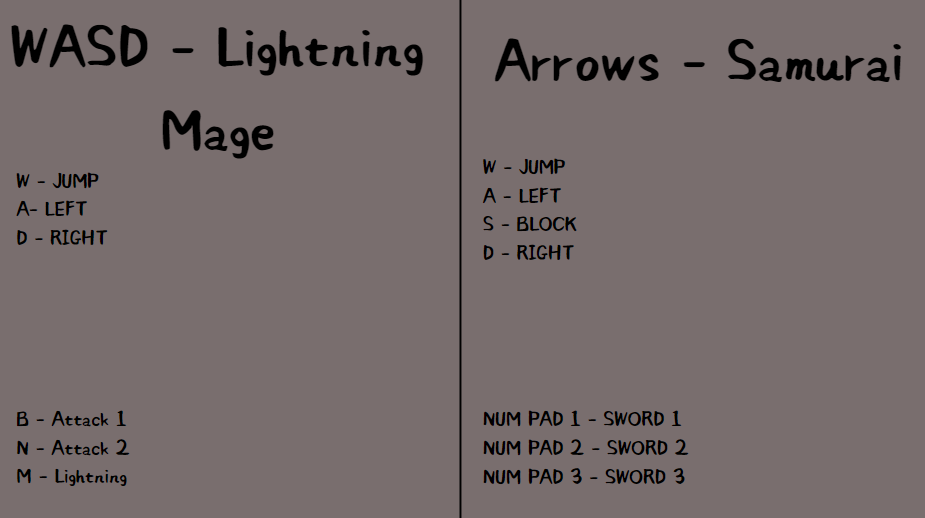 WASD - Lightning
Mage
W - JUMP
A- LEFT
D - RIGHT
B - Attack 1
N - Attack 2
M - Lightning
Arrows - Samurai
W - JUMP
A - LEFT
S - BLOCK
D - RIGHT
NUM PAD 1 - SWORD 1
NUM PAD 2 - SWORD 2
NUM PAD 3 - SWORD 3